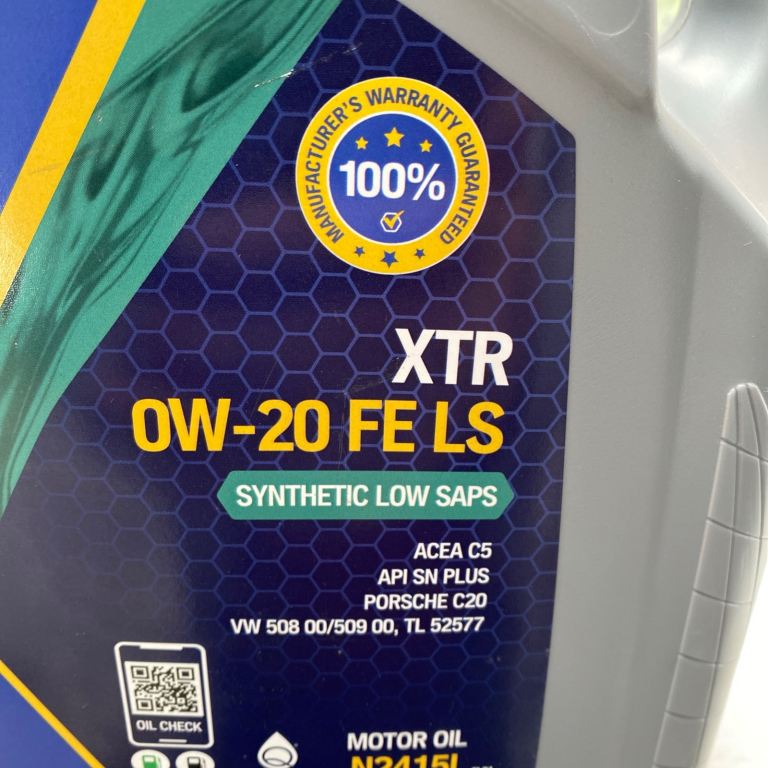 MANUFACTURER'S WARRANTY GUARANTEED
100%
XTR
0W-20 FE LS
SYNTHETIC LOW SAPS
ACEA C5
API SN PLUS
PORSCHE C20
VW 508 00/509 00, TL 52577
OIL CHECK
MOTOR OIL
N2415L